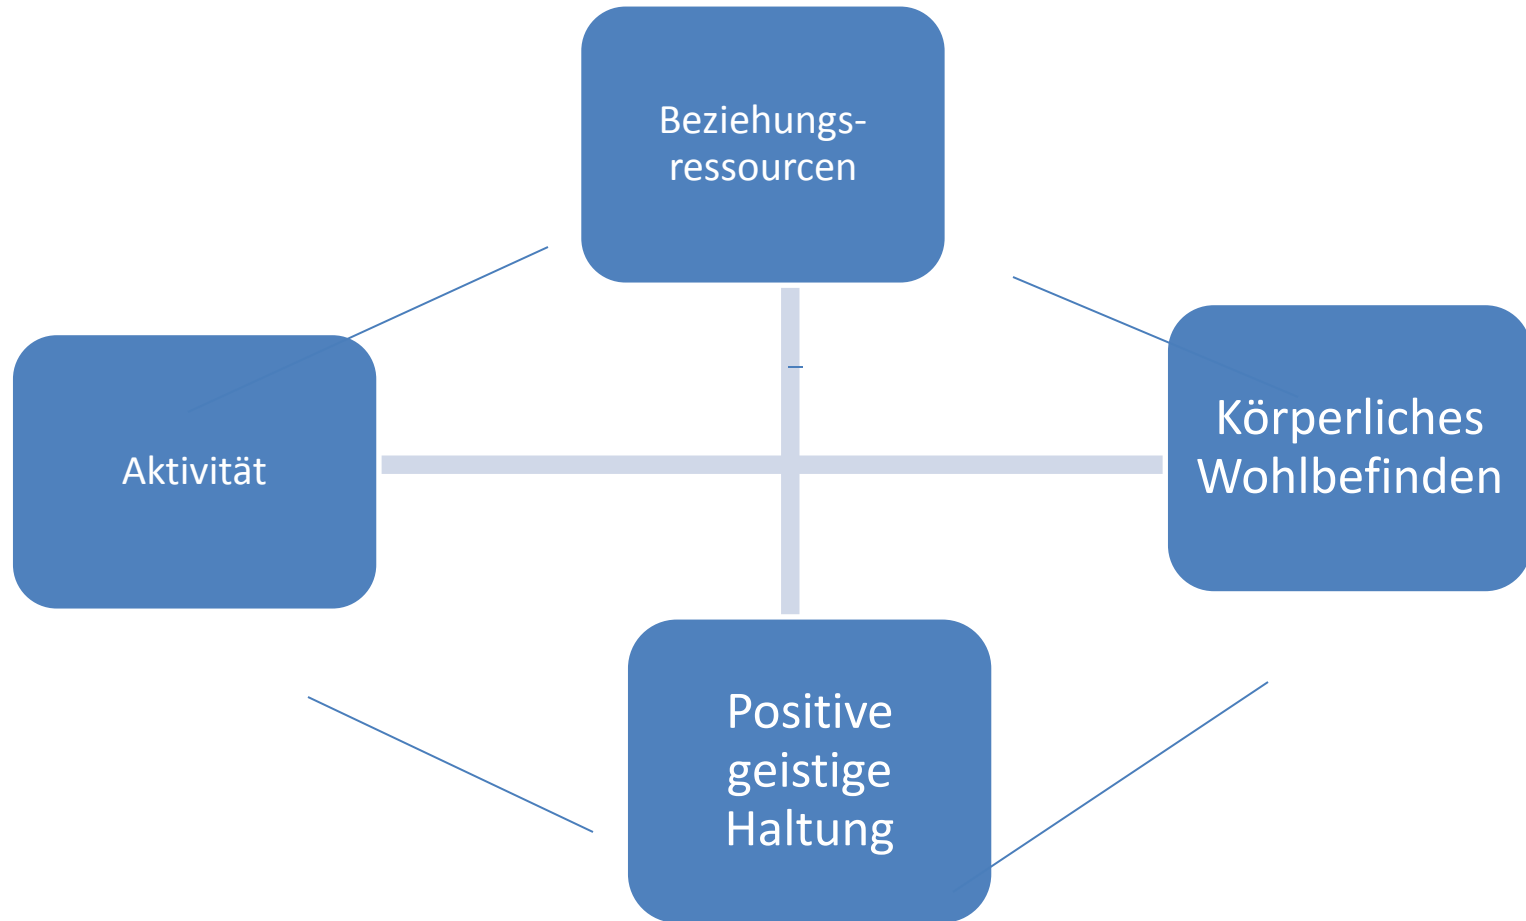 Beziehungs-
ressourcen
Aktivität
Körperliches
Wohlbefinden
Positive
geistige
Haltung